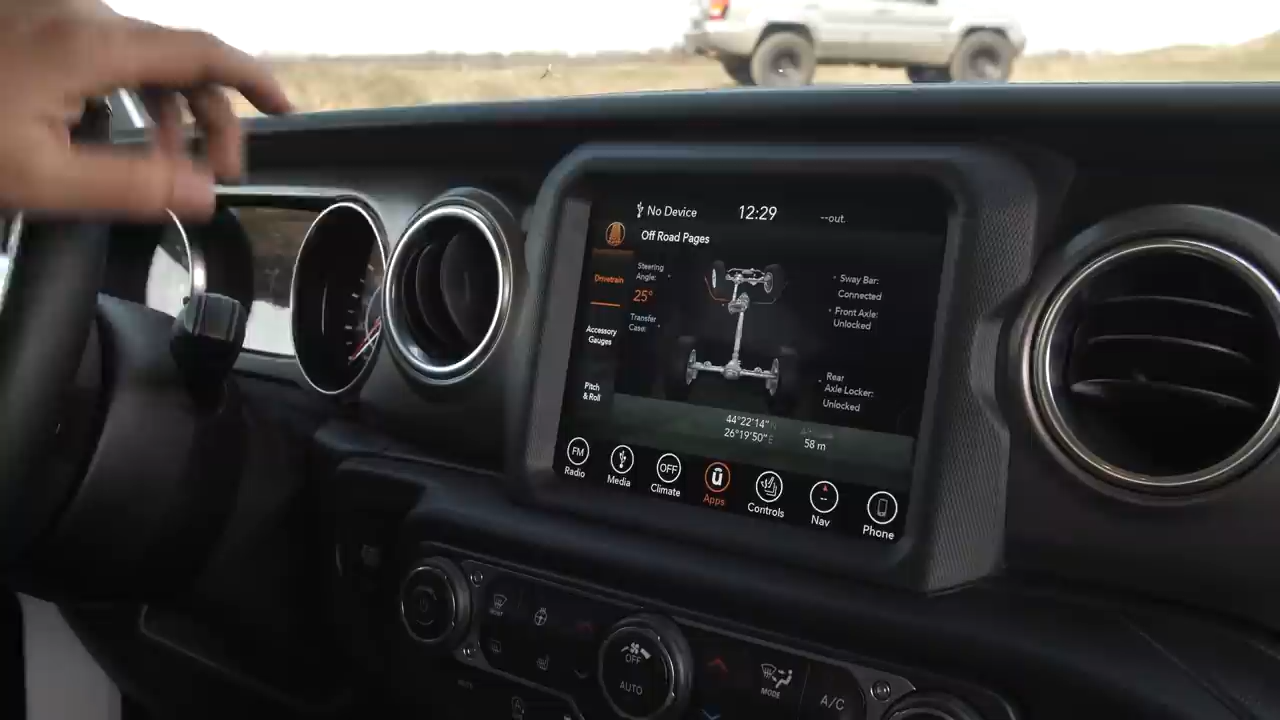 No Device
12:29
--out.
Off Road Pages
Drivetrain
Steering
Angle:
25°
Transfer
Case:
Accessory
Gauges
Pitch
& Roll
Sway Bar:
Connected
Front Axle:
Unlocked
Rear
Axle Locker:
Unlocked
44°22'14"N
26°19'50"E
58 m
FM
Radio
Media
OFF
Climate
ū
Apps
Controls
--
Nav
Phone
OFF
AUTO
MODE
A/C